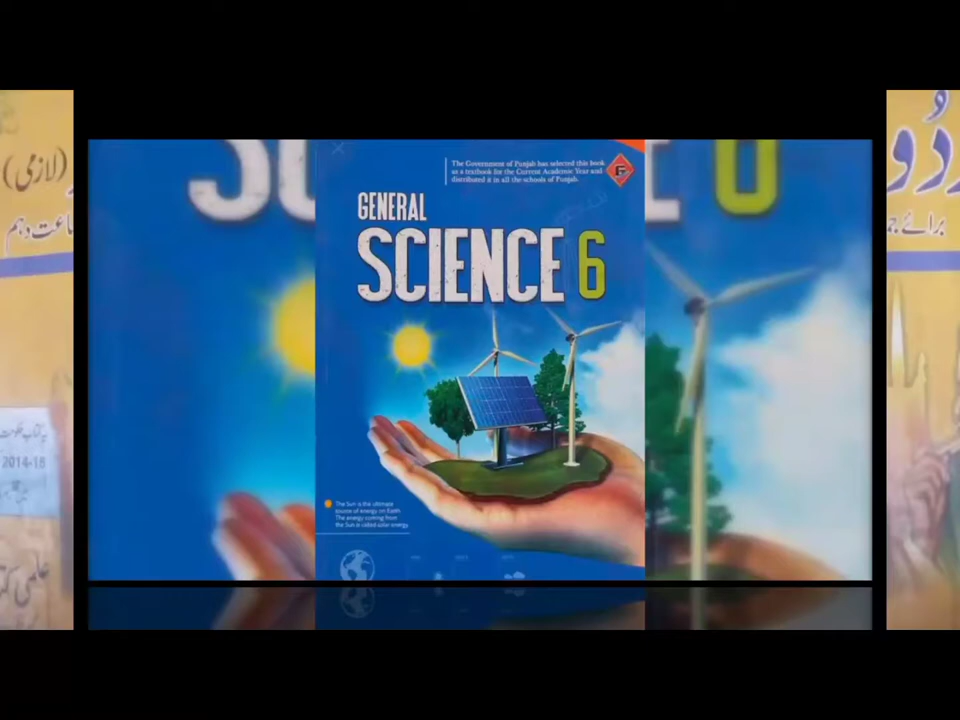 (لازمی)
The Government of Punjab has selected this book
as a textbook for the Current Academic Year and
distributed it in all the schools of Punjab.
GENERAL
SCIENCE 6
The Sun is the ultimate
source of energy on Earth.
The energy coming from
the Sun is called solar energy.
2014-15
علمی